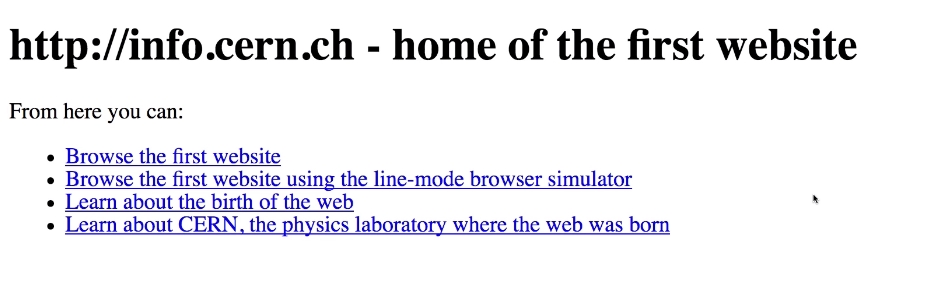 http://info.cern.ch - home of the first website
From here you can:
Browse the first website
Browse the first website using the line-mode browser simulator
Learn about the birth of the web
Learn about CERN, the physics laboratory where the web was born